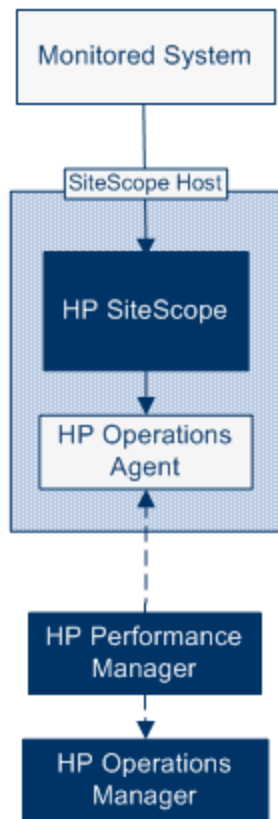 Monitored System
SiteScope Host
HP SiteScope
HP Operations
Agent
HP Performance
Manager
HP Operations
Manager